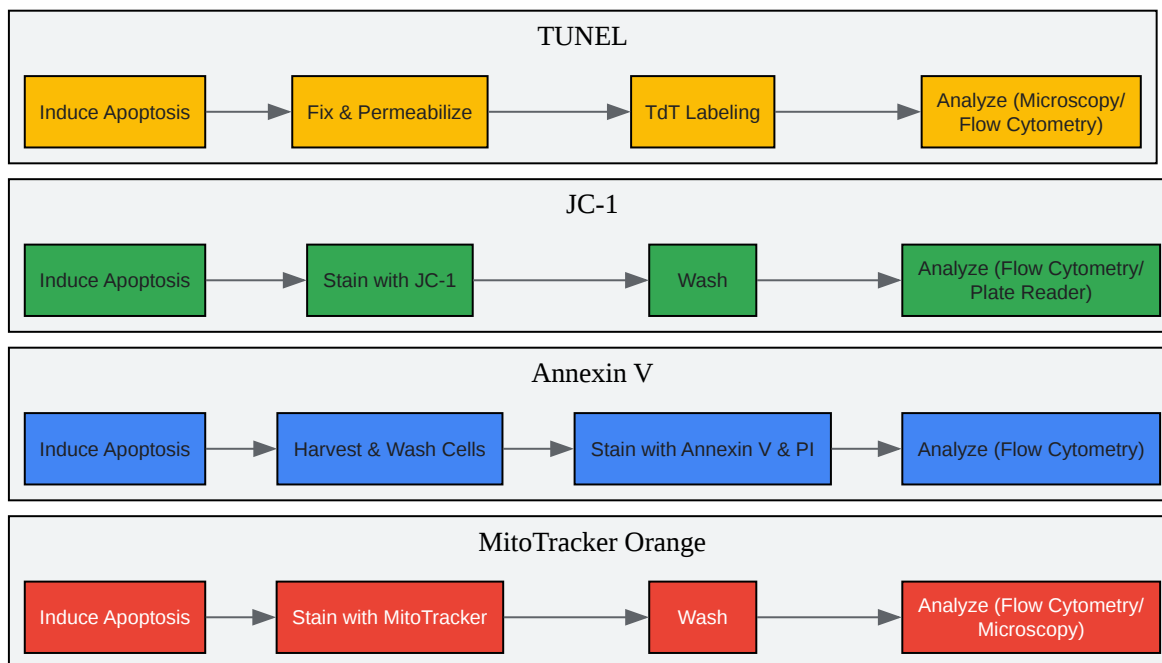 TUNEL
Induce Apoptosis
Fix & Permeabilize
TdT Labeling
Analyze (Microscopy/
Flow Cytometry)
JC-1
Induce Apoptosis
Stain with JC-1
Wash
Analyze (Flow Cytometry/
Plate Reader)
Annexin V
Induce Apoptosis
Harvest & Wash Cells
Stain with Annexin V & PI
Analyze (Flow Cytometry)
MitoTracker Orange
Induce Apoptosis
Stain with MitoTracker
Wash
Analyze (Flow Cytometry/
Microscopy)